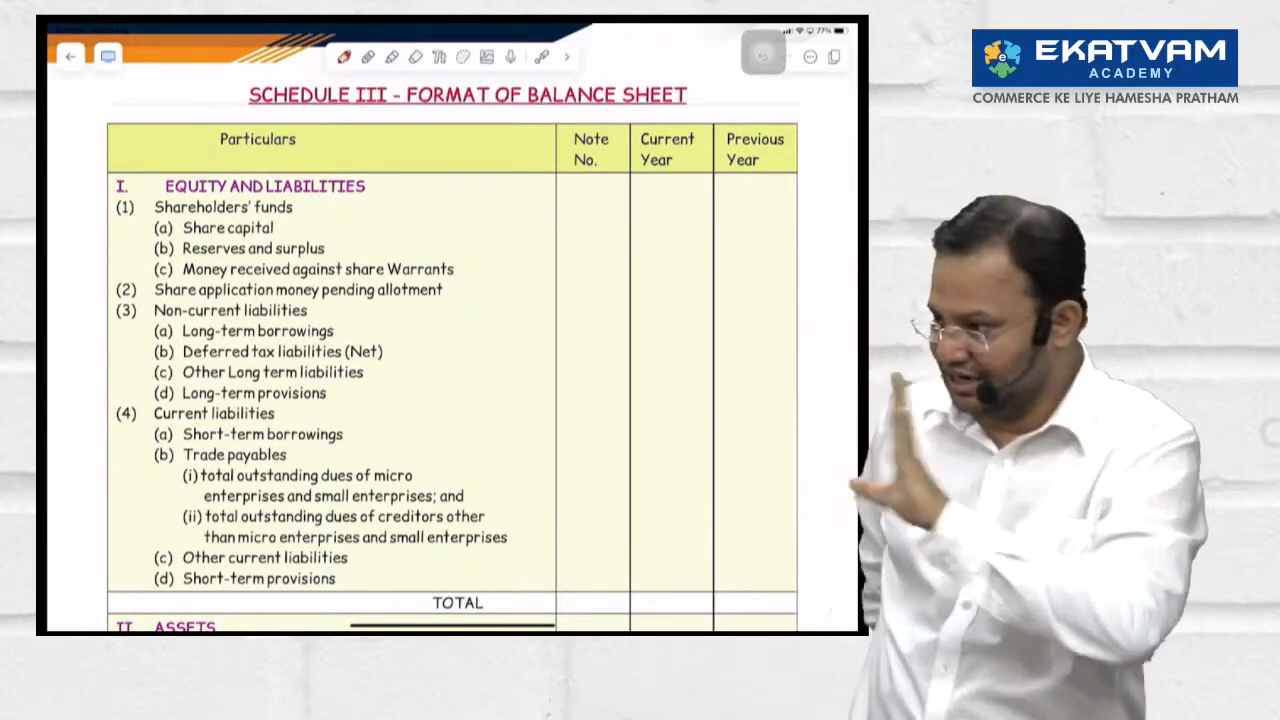 77%
EKATVAM
ACADEMY
COMMERCE KE LIYE HAMESHA PRATHAM
SCHEDULE III - FORMAT OF BALANCE SHEET
Particulars Note No. Current Year Previous Year
I. EQUITY AND LIABILITIES
(1) Shareholders' funds
(a) Share capital
(b) Reserves and surplus
(c) Money received against share Warrants
(2) Share application money pending allotment
(3) Non-current liabilities
(a) Long-term borrowings
(b) Deferred tax liabilities (Net)
(c) Other Long term liabilities
(d) Long-term provisions
(4) Current liabilities
(a) Short-term borrowings
(b) Trade payables
(i) total outstanding dues of micro
enterprises and small enterprises; and
(ii) total outstanding dues of creditors other
than micro enterprises and small enterprises
(c) Other current liabilities
(d) Short-term provisions
TOTAL
II ASSETS